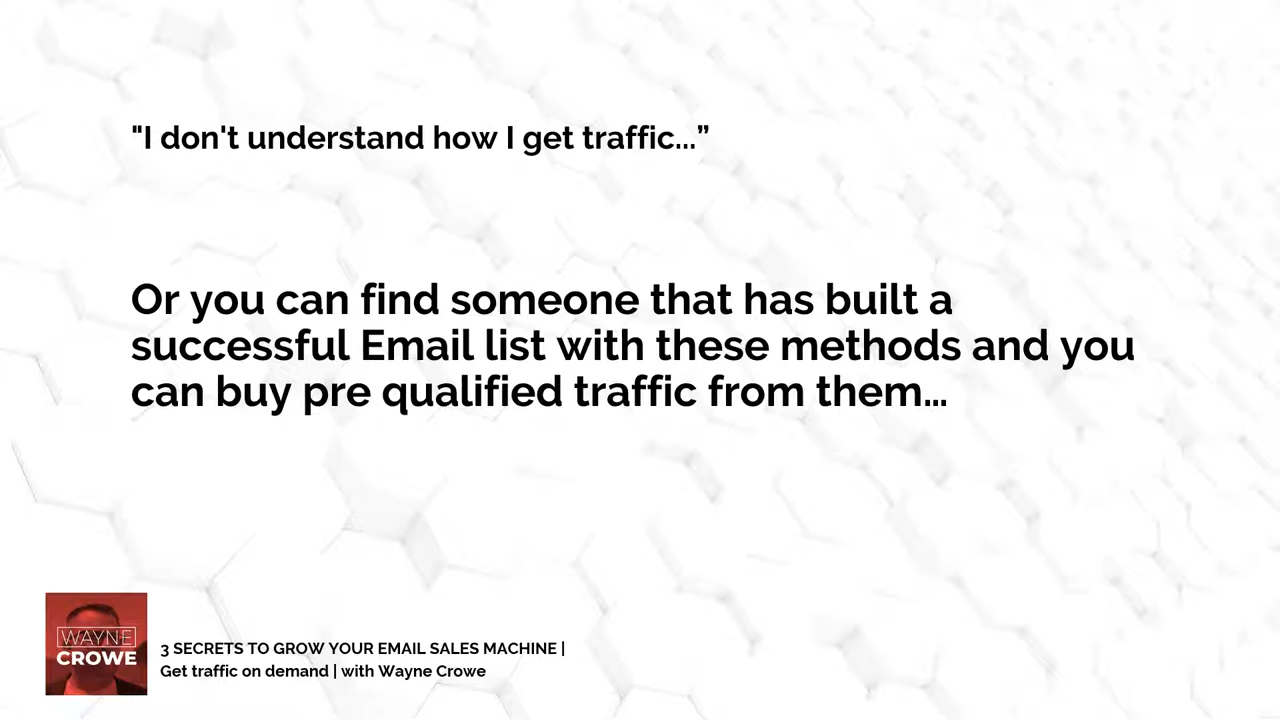 "I don't understand how I get traffic...”
Or you can find someone that has built a
successful Email list with these methods and you
can buy pre qualified traffic from them...
WAYNE
CROWE
3 SECRETS TO GROW YOUR EMAIL SALES MACHINE |
Get traffic on demand | with Wayne Crowe